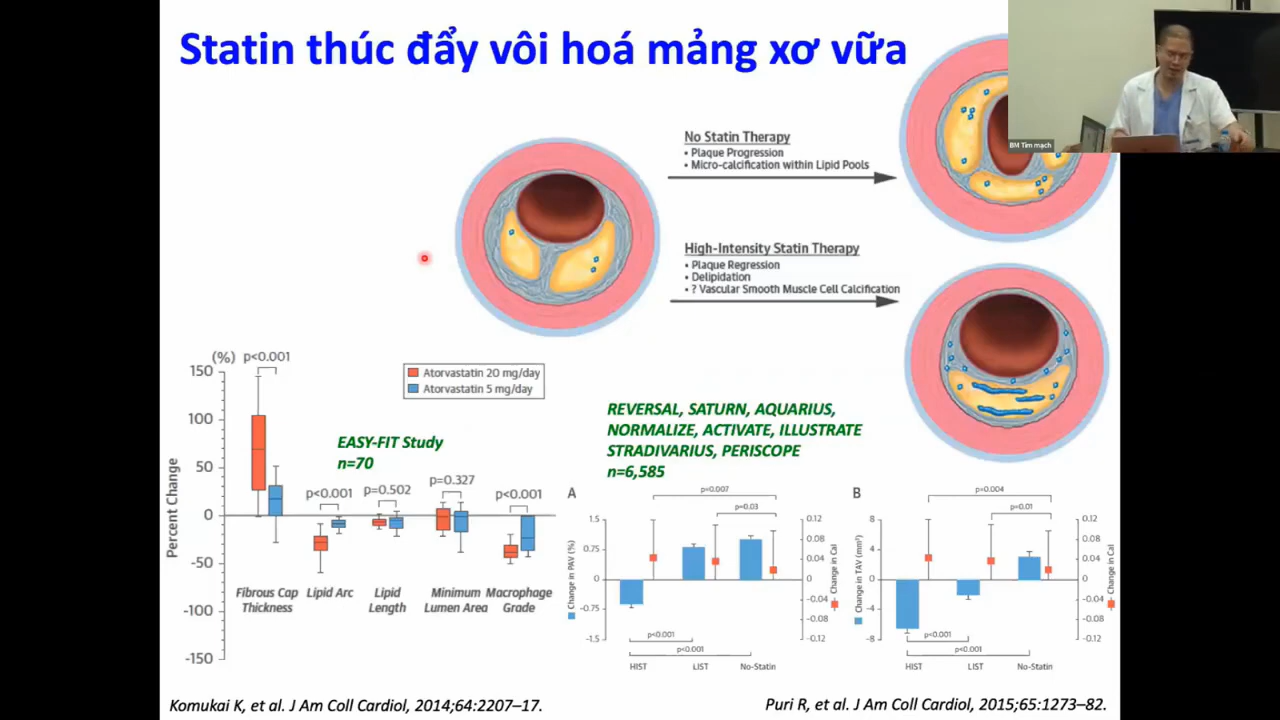 Statin thúc đẩy vôi hoá mảng xơ vữa
BM Tim mạch
No Statin Therapy
• Plaque Progression
• Micro-calcification within Lipid Pools
High-Intensity Statin Therapy
• Plaque Regression
• Delipidation
• ? Vascular Smooth Muscle Cell Calcification
(%)
p<0.001
Atorvastatin 20 mg/day
Atorvastatin 5 mg/day
150
100
50
0
-50
-100
-150
Percent Change
EASY-FIT Study
n=70
p<0.001
p=0.502
p=0.327
p<0.001
Fibrous Cap Thickness
Lipid Arc
Lipid Length
Minimum Lumen Area
Macrophage Grade
REVERSAL, SATURN, AQUARIUS,
NORMALIZE, ACTIVATE, ILLUSTRATE
STRADIVARIUS, PERISCOPE
n=6,585
A
p=0.007
p=0.03
1.5
0.75
0
-0.75
-1.5
Change in PAV (%)
0.12
0.08
0.04
0
-0.04
-0.08
-0.12
Change in CaI
p<0.001
p<0.001
HIST
LIST
No-Statin
B
p=0.004
p=0.01
8
4
0
-4
-8
Change in TAV (mm³)
0.12
0.08
0.04
0
-0.04
-0.08
-0.12
Change in CaI
p<0.001
p<0.001
HIST
LIST
No-Statin
Komukai K, et al. J Am Coll Cardiol, 2014;64:2207–17.
Puri R, et al. J Am Coll Cardiol, 2015;65:1273–82.